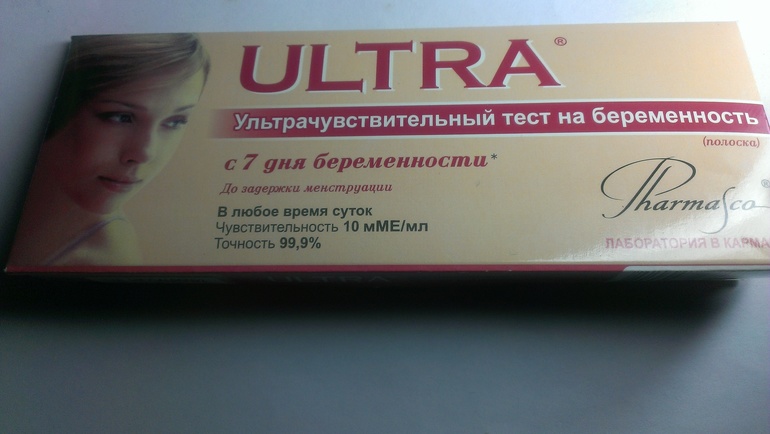 ULTRA®
Ультрачувствительный тест на беременность
(полоска)
с 7 дня беременности*
До задержки менструации
В любое время суток
Чувствительность 10 мМЕ/мл
Точность 99,9%
PharmaSco®
ЛАБОРАТОРИЯ В КАРМА
ULTRA